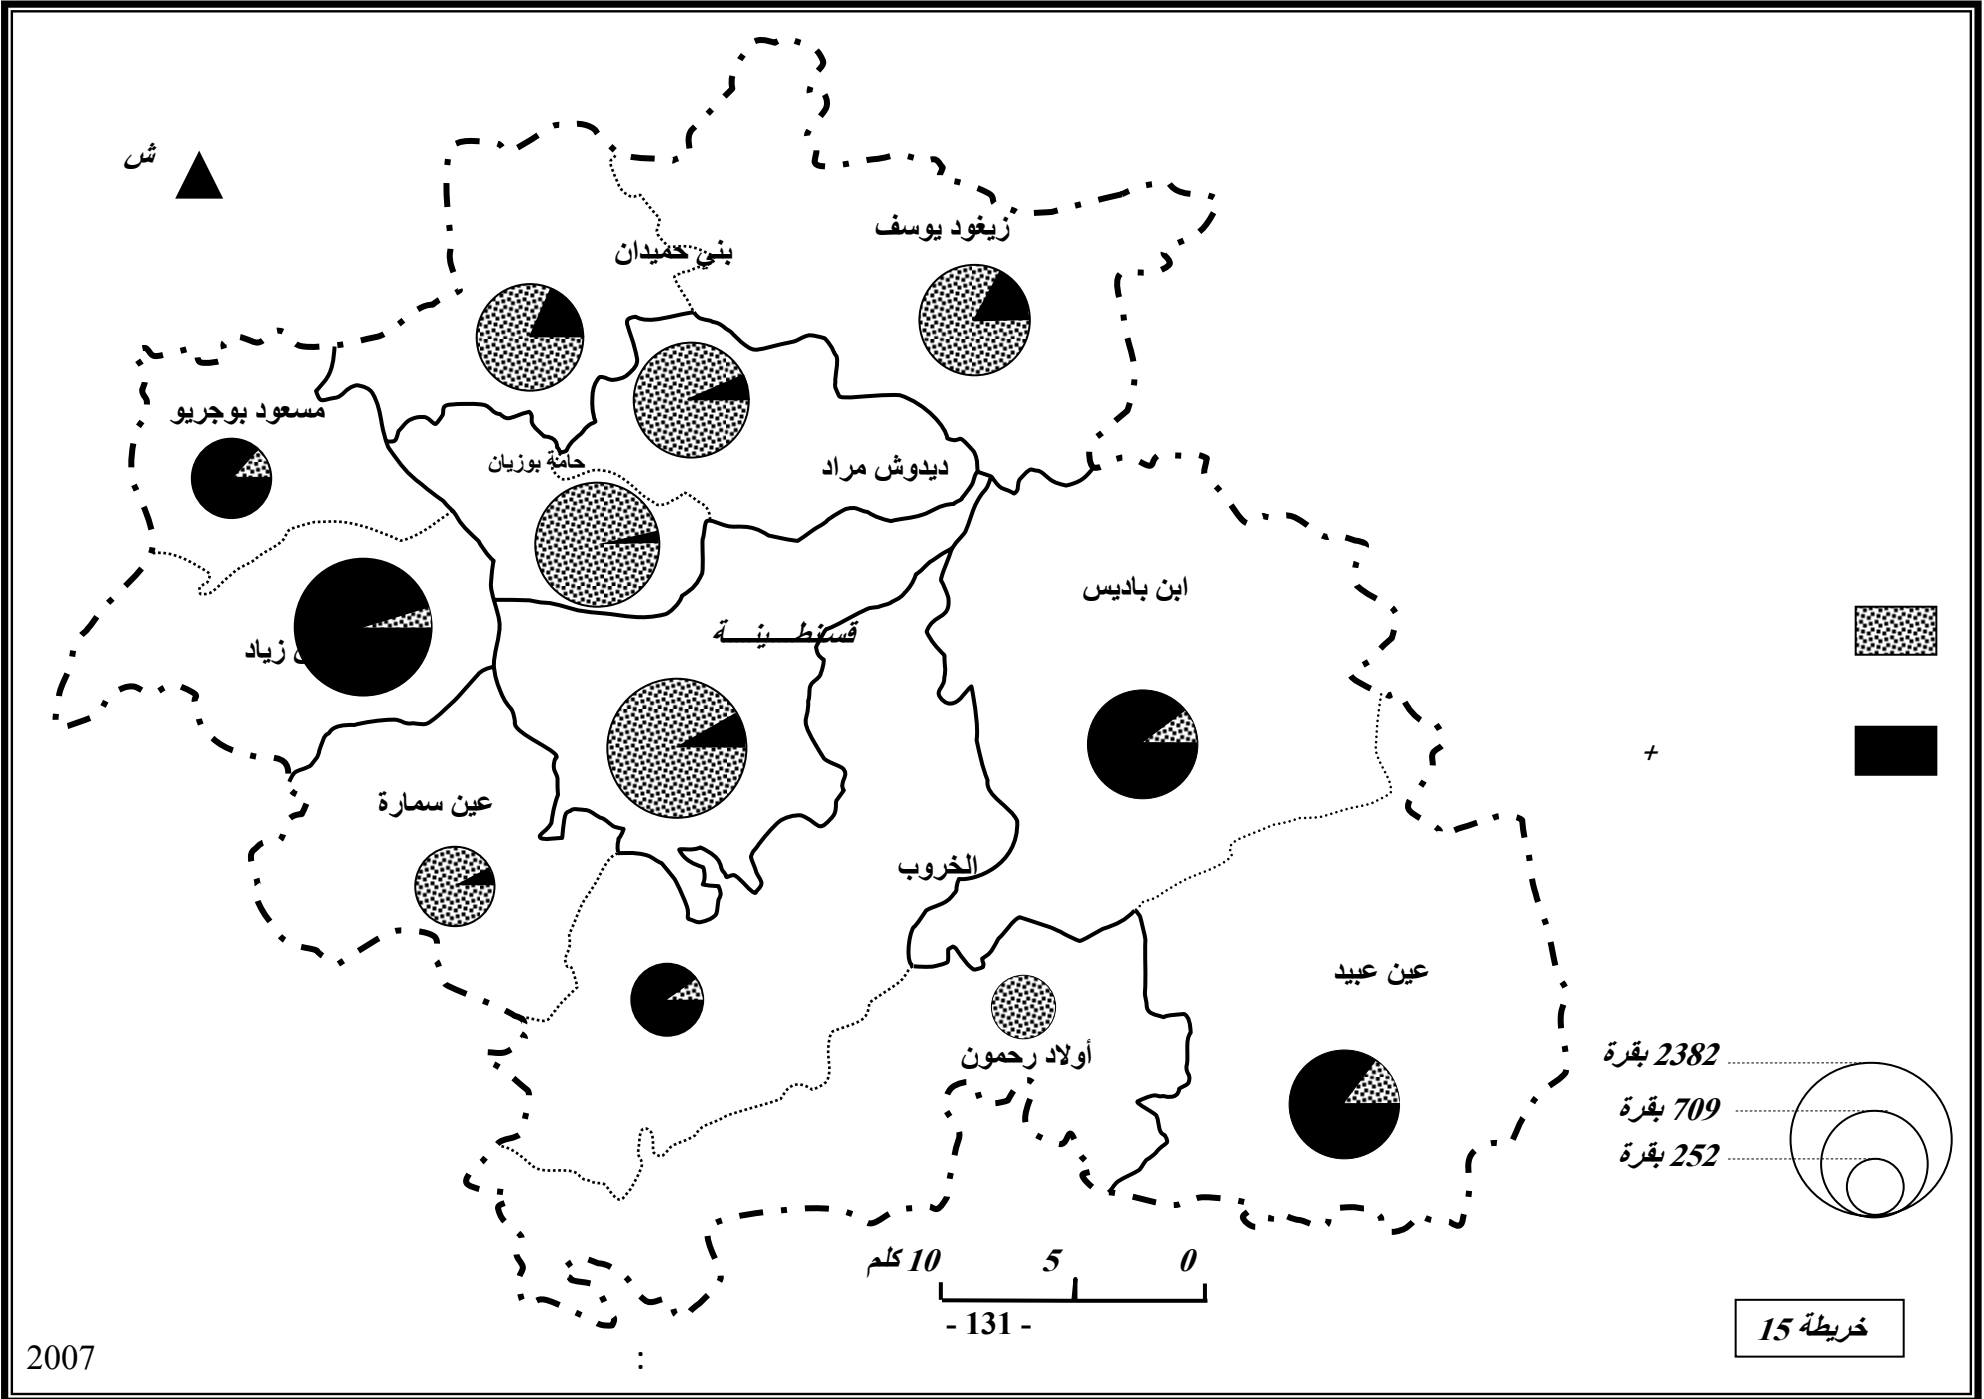 ش
زيغود يوسف
بني حميدان
مسعود بوجريو
حامة بوزيان
ديدوش مراد
ابن باديس
قسنطـــينــــة
زياد
+
عين سمارة
الخروب
عين عبيد
أولاد رحمون
2382 بقرة
709 بقرة
252 بقرة
0 5 10 كلم
- 131 -
خريطة 15
2007
: